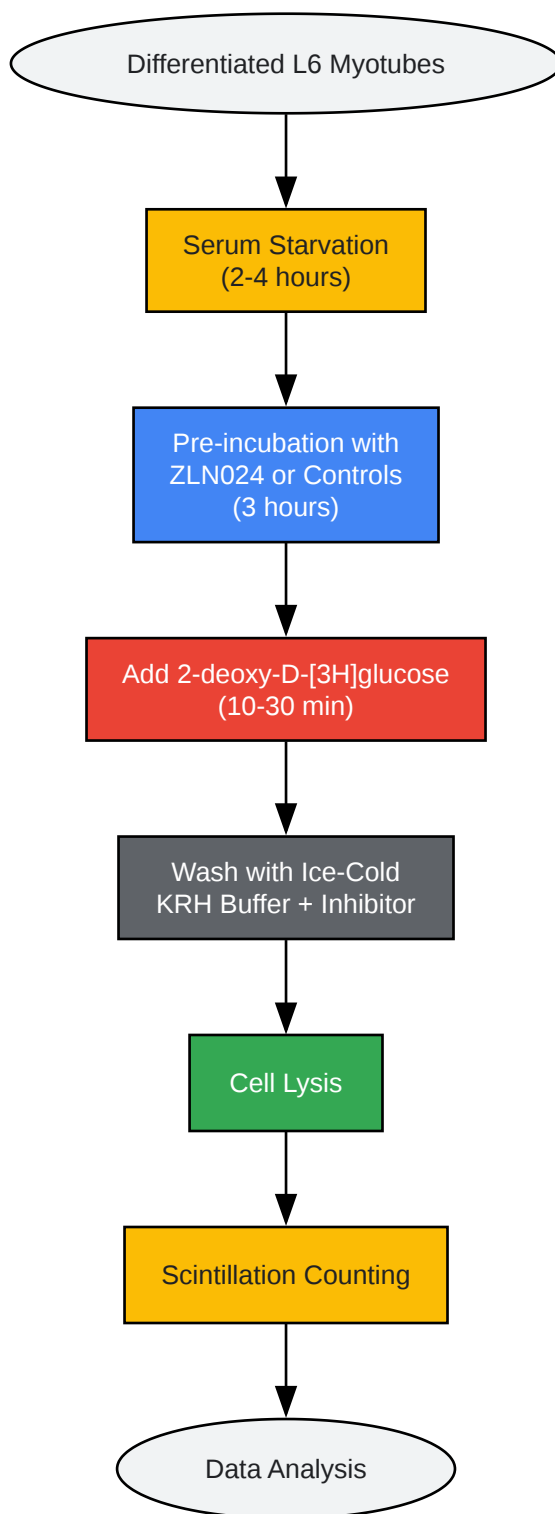 Differentiated L6 Myotubes
Serum Starvation
(2-4 hours)
Pre-incubation with
ZLN024 or Controls
(3 hours)
Add 2-deoxy-D-[3H]glucose
(10-30 min)
Wash with Ice-Cold
KRH Buffer + Inhibitor
Cell Lysis
Scintillation Counting
Data Analysis